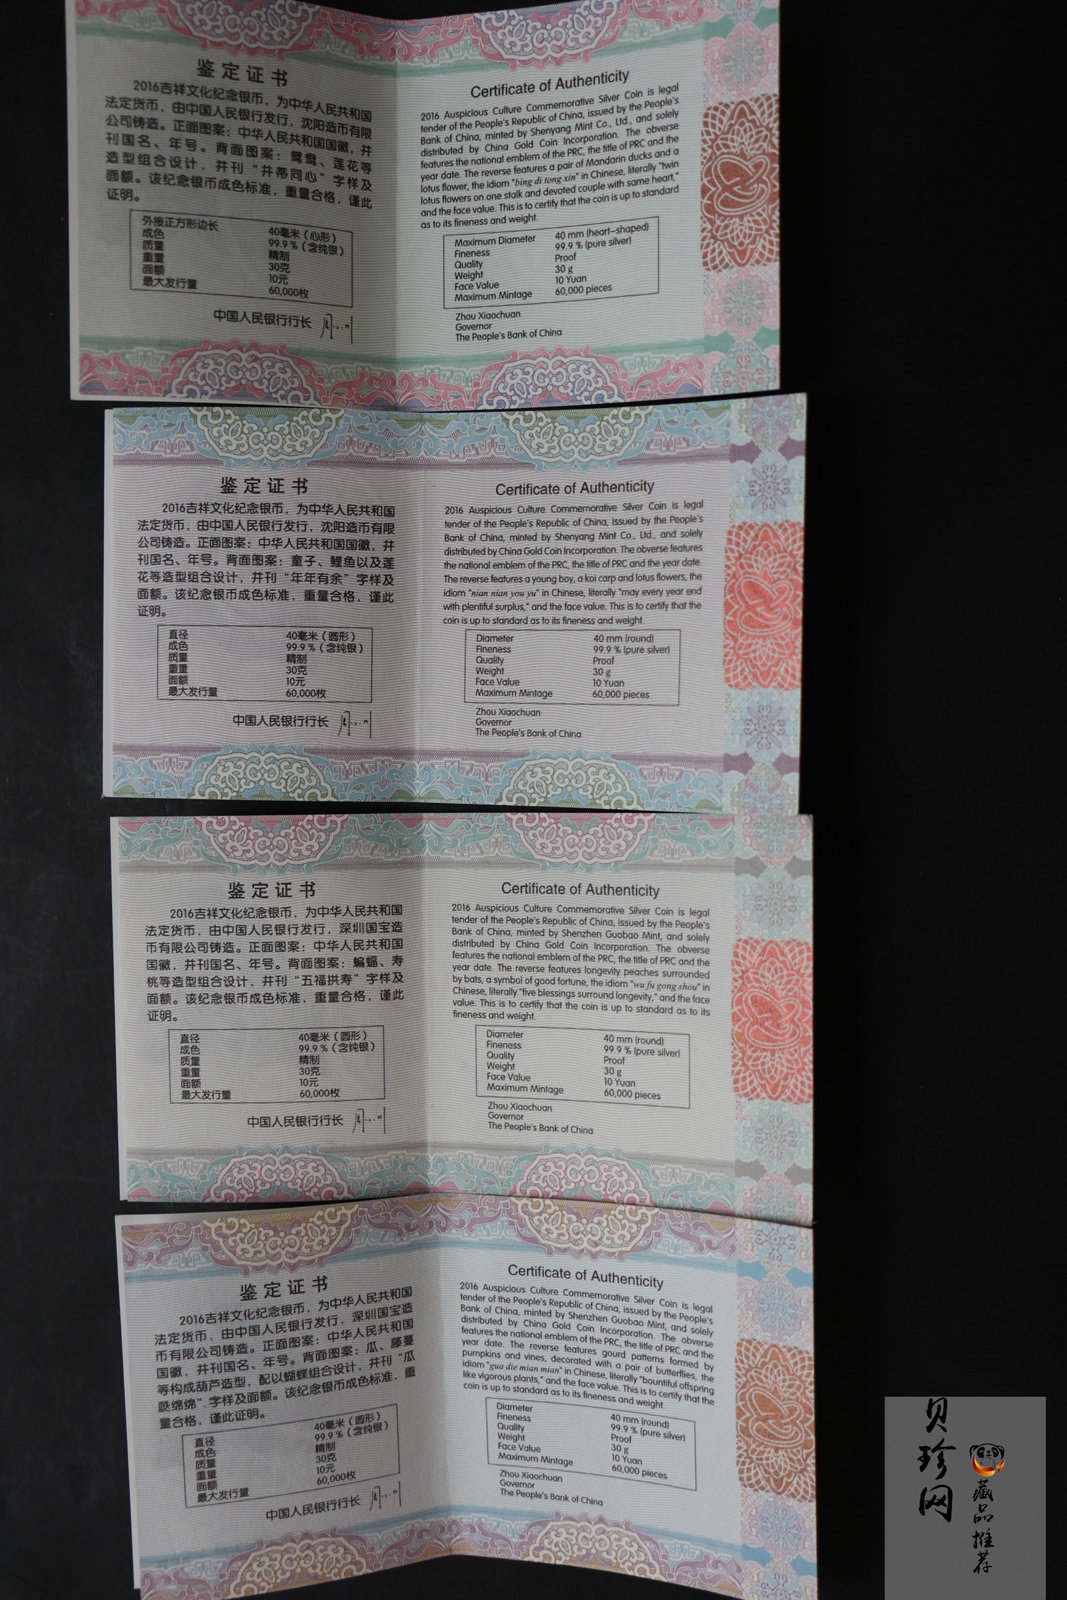 鉴定证书
2016吉祥文化纪念银币，为中华人民共和国
法定货币，由中国人民银行发行，沈阳造币有限
公司铸造。正面图案：中华人民共和国国徽，并
刊国名、年号。背面图案：鸳鸯、莲花等
造型组合设计，并刊“并蒂同心”字样及
面额。该纪念银币成色标准，重量合格，谨此
证明。
外接正方形边长 40毫米（心形）
成色 99.9％（含纯银）
质量 精制
重量 30克
面额 10元
最大发行量 60,000枚
中国人民银行行长
Certificate of Authenticity
2016 Auspicious Culture Commemorative Silver Coin is legal
tender of the People's Republic of China, issued by the People's
Bank of China, minted by Shenyang Mint Co., Ltd., and solely
distributed by China Gold Coin Incorporation. The obverse
features the national emblem of the PRC, the title of PRC and the
year date. The reverse features a pair of Mandarin ducks and a
lotus flower, the idiom "bing di tong xin" in Chinese, literally "twin
lotus flowers on one stalk and devoted couple with same heart,"
and the face value. This is to certify that the coin is up to standard
as to its fineness and weight.
Maximum Diameter 40 mm (heart-shaped)
Fineness 99.9 % (pure silver)
Quality Proof
Weight 30 g
Face Value 10 Yuan
Maximum Mintage 60,000 pieces
Zhou Xiaochuan
Governor
The People's Bank of China
鉴定证书
2016吉祥文化纪念银币，为中华人民共和国
法定货币，由中国人民银行发行，沈阳造币有限
公司铸造。正面图案：中华人民共和国国徽，并
刊国名、年号。背面图案：童子、鲤鱼以及莲
花等造型组合设计，并刊“年年有余”字样及
面额。该纪念银币成色标准，重量合格，谨此
证明。
直径 40毫米（圆形）
成色 99.9％（含纯银）
质量 精制
重量 30克
面额 10元
最大发行量 60,000枚
中国人民银行行长
Certificate of Authenticity
2016 Auspicious Culture Commemorative Silver Coin is legal
tender of the People's Republic of China, issued by the People's
Bank of China, minted by Shenyang Mint Co., Ltd., and solely
distributed by China Gold Coin Incorporation. The obverse features
the national emblem of the PRC, the title of PRC and the year date.
The reverse features a young boy, a koi carp and lotus flowers, the
idiom "nian nian you yu" in Chinese, literally "may every year end
with plentiful surplus," and the face value. This is to certify that the
coin is up to standard as to its fineness and weight.
Diameter 40 mm (round)
Fineness 99.9 % (pure silver)
Quality Proof
Weight 30 g
Face Value 10 Yuan
Maximum Mintage 60,000 pieces
Zhou Xiaochuan
Governor
The People's Bank of China
鉴定证书
2016吉祥文化纪念银币，为中华人民共和国
法定货币，由中国人民银行发行，深圳国宝造
币有限公司铸造。正面图案：中华人民共和国
国徽，并刊国名、年号。背面图案：蝙蝠、寿
桃等造型组合设计，并刊“五福拱寿”字样及
面额。该纪念银币成色标准，重量合格，谨此
证明。
直径 40毫米（圆形）
成色 99.9％（含纯银）
质量 精制
重量 30克
面额 10元
最大发行量 60,000枚
中国人民银行行长
Certificate of Authenticity
2016 Auspicious Culture Commemorative Silver Coin is legal
tender of the People's Republic of China, issued by the People's
Bank of China, minted by Shenzhen Guobao Mint, and solely
distributed by China Gold Coin Incorporation. The obverse
features the national emblem of the PRC, the title of PRC and the
year date. The reverse features longevity peaches surrounded
by bats, a symbol of good fortune, the idiom "wu fu gong shou" in
Chinese, literally "five blessings surround longevity," and the face
value. This is to certify that the coin is up to standard as to its
fineness and weight.
Diameter 40 mm (round)
Fineness 99.9 % (pure silver)
Quality Proof
Weight 30 g
Face Value 10 Yuan
Maximum Mintage 60,000 pieces
Zhou Xiaochuan
Governor
The People's Bank of China
鉴定证书
2016吉祥文化纪念银币，为中华人民共和国
法定货币，由中国人民银行发行，深圳国宝造
币有限公司铸造。正面图案：中华人民共和国
国徽，并刊国名、年号。背面图案：瓜、藤蔓
等构成葫芦造型，配以蝴蝶组合设计，并刊“瓜
瓞绵绵”字样及面额。该纪念银币成色标准，重
量合格，谨此证明。
直径 40毫米（圆形）
成色 99.9％（含纯银）
质量 精制
重量 30克
面额 10元
最大发行量 60,000枚
中国人民银行行长
Certificate of Authenticity
2016 Auspicious Culture Commemorative Silver Coin is legal
tender of the People's Republic of China, issued by the People's
Bank of China, minted by Shenzhen Guobao Mint, and solely
distributed by China Gold Coin Incorporation. The obverse
features the national emblem of the PRC, the title of PRC and the
year date. The reverse features gourd patterns formed by
pumpkins and vines, decorated with a pair of butterflies, the
idiom "gua die mian mian" in Chinese, literally "bountiful offspring
like vigorous plants," and the face value. This is to certify that the
coin is up to standard as to its fineness and weight.
Diameter 40 mm (round)
Fineness 99.9 % (pure silver)
Quality Proof
Weight 30 g
Face Value 10 Yuan
Maximum Mintage 60,000 pieces
Zhou Xiaochuan
Governor
The People's Bank of China
贝珍网
藏品推荐